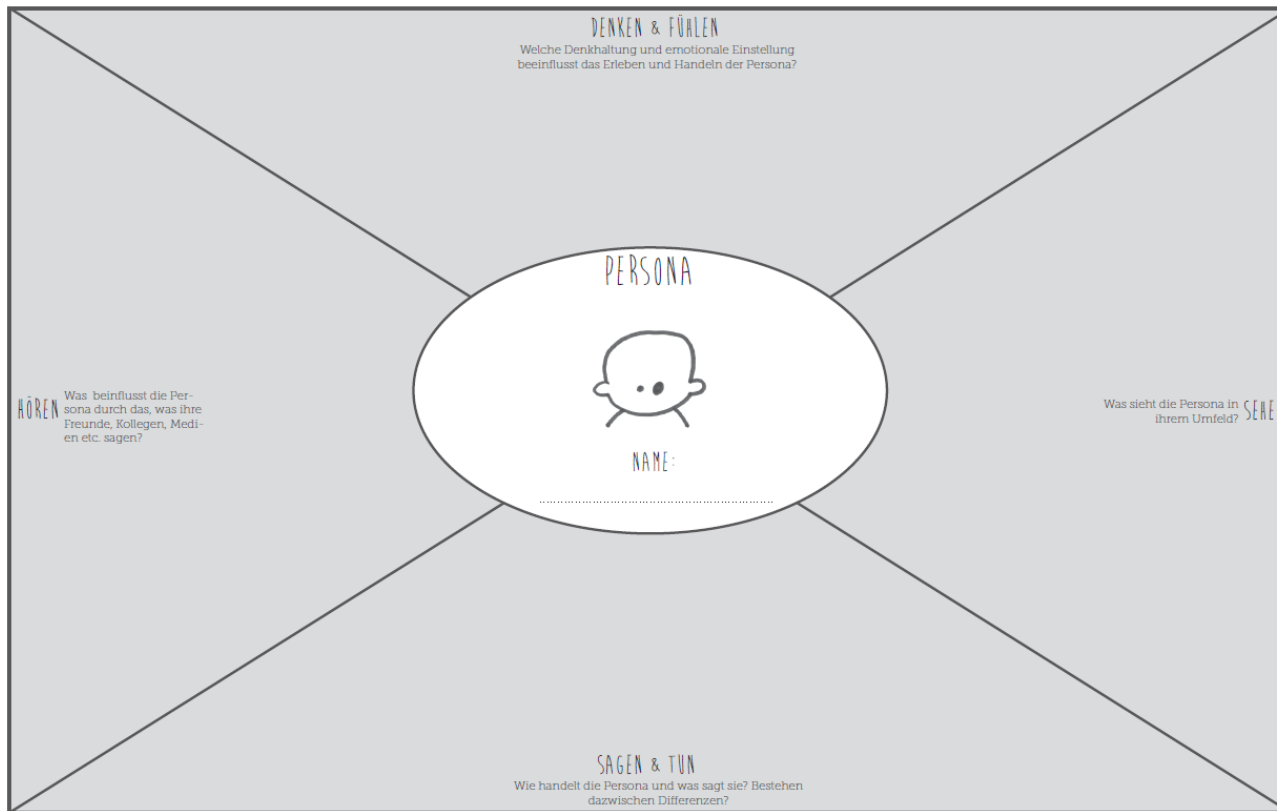 DENKEN & FÜHLEN
Welche Denkhaltung und emotionale Einstellung
beeinflusst das Erleben und Handeln der Persona?
PERSONA
HÖREN
Was beinflusst die Per-
sona durch das, was ihre
Freunde, Kollegen, Medi-
en etc. sagen?
Was sieht die Persona in
ihrem Umfeld?
SEHE
NAME:
SAGEN & TUN
Wie handelt die Persona und was sagt sie? Bestehen
dazwischen Differenzen?